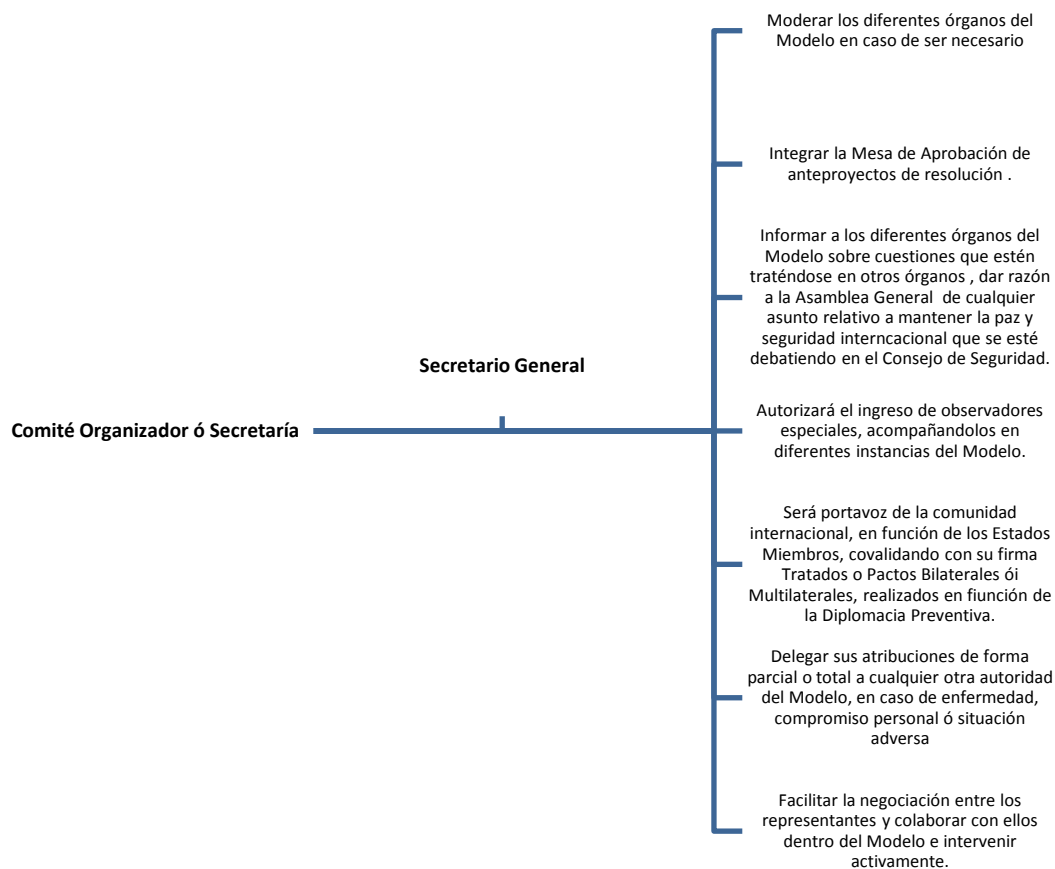 Moderar los diferentes órganos del
Modelo en caso de ser necesario
Integrar la Mesa de Aprobación de
anteproyectos de resolución .
Informar a los diferentes órganos del
Modelo sobre cuestiones que estén
traténdose en otros órganos , dar razón
a la Asamblea General  de cualquier
asunto relativo a mantener la paz y
seguridad interncacional que se esté
debatiendo en el Consejo de Seguridad.
Secretario General
Comité Organizador ó Secretaría
Autorizará el ingreso de observadores
especiales, acompañandolos en
diferentes instancias del Modelo.
Será portavoz de la comunidad
internacional, en función de los Estados
Miembros, covalidando con su firma
Tratados o Pactos Bilaterales ói
Multilaterales, realizados en fiunción de
la Diplomacia Preventiva.
Delegar sus atribuciones de forma
parcial o total a cualquier otra autoridad
del Modelo, en caso de enfermedad,
compromiso personal ó situación
adversa
Facilitar la negociación entre los
representantes y colaborar con ellos
dentro del Modelo e intervenir
activamente.